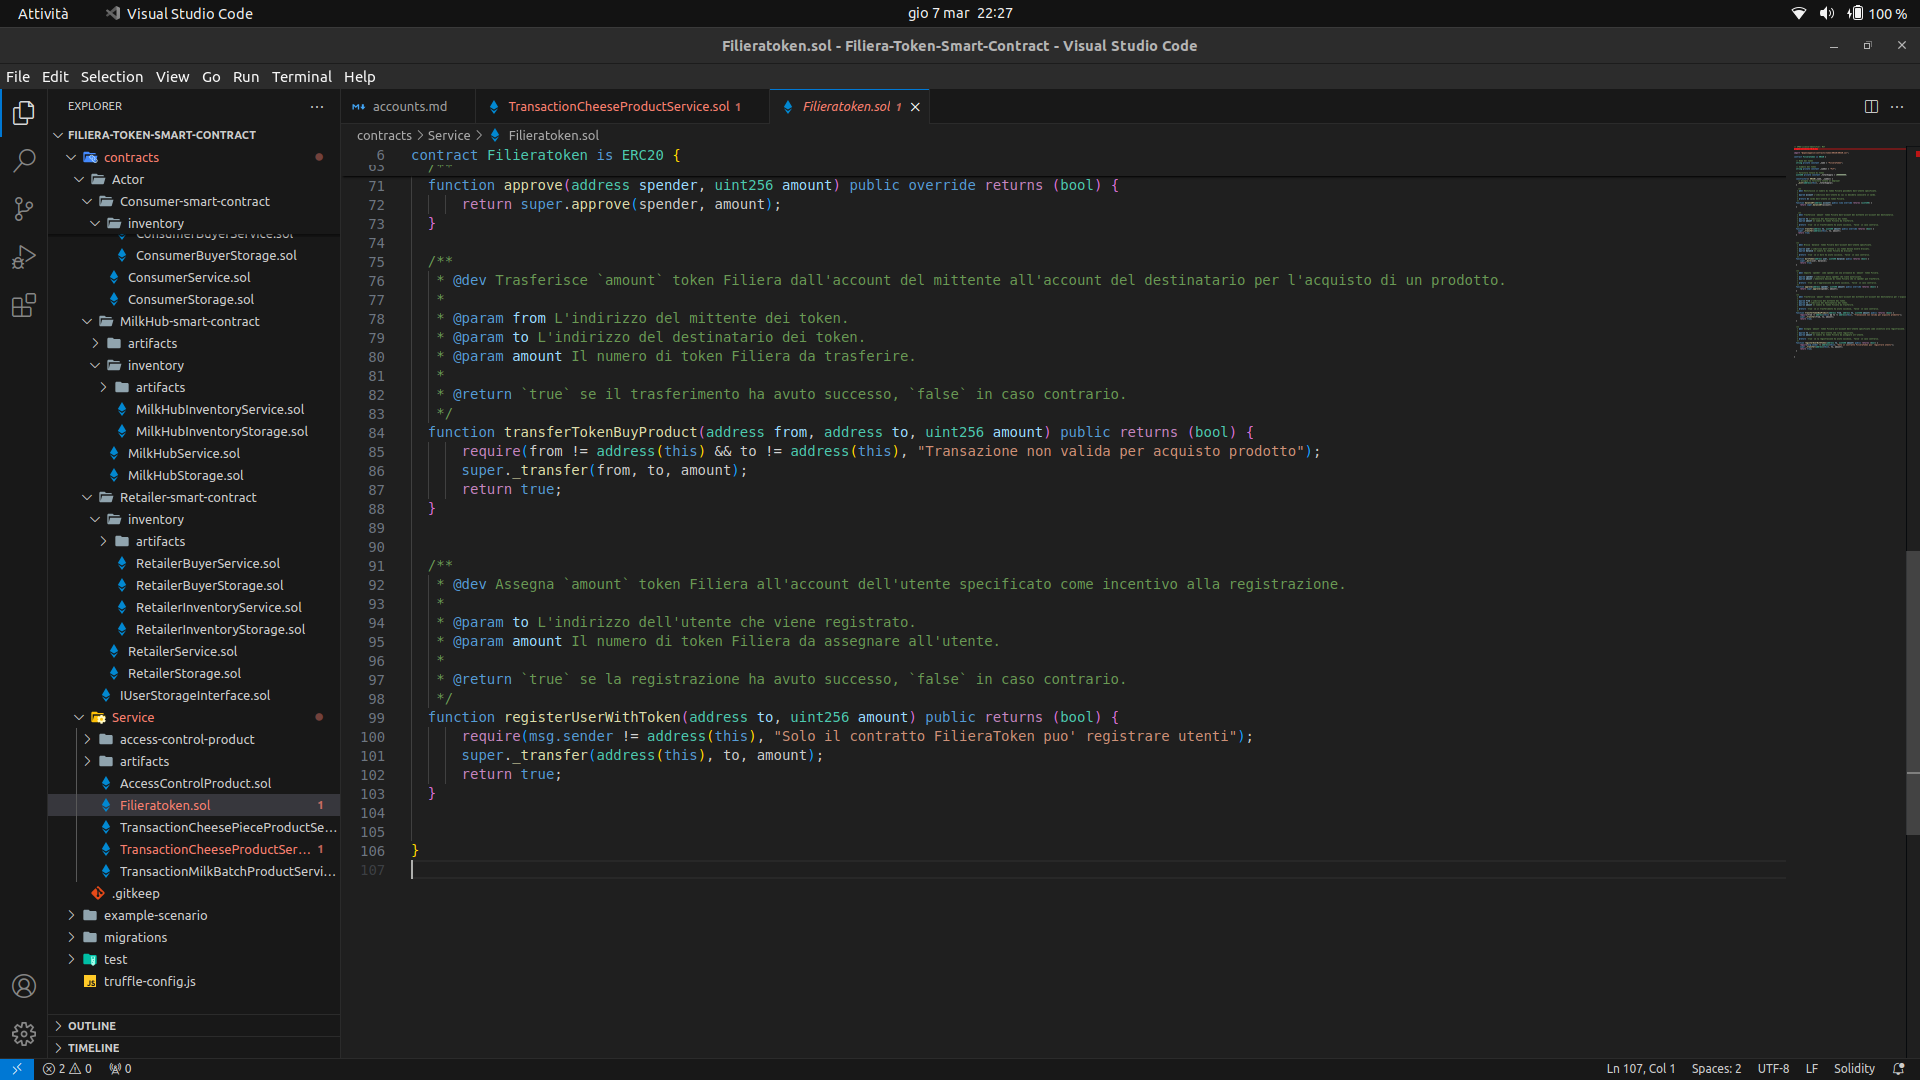 Attività
Visual Studio Code
gio 7 mar 22:27
100 %
Filieratoken.sol - Filiera-Token-Smart-Contract - Visual Studio Code
File Edit Selection View Go Run Terminal Help
EXPLORER
FILIERA-TOKEN-SMART-CONTRACT
contracts
Actor
Consumer-smart-contract
inventory
ConsumerBuyerService.sol
ConsumerBuyerStorage.sol
ConsumerService.sol
ConsumerStorage.sol
MilkHub-smart-contract
artifacts
inventory
artifacts
MilkHubInventoryService.sol
MilkHubInventoryStorage.sol
MilkHubService.sol
MilkHubStorage.sol
Retailer-smart-contract
inventory
artifacts
RetailerBuyerService.sol
RetailerBuyerStorage.sol
RetailerInventoryService.sol
RetailerInventoryStorage.sol
RetailerService.sol
RetailerStorage.sol
IUserStorageInterface.sol
Service
access-control-product
artifacts
AccessControlProduct.sol
Filieratoken.sol 1
TransactionCheesePieceProductSe...
TransactionCheeseProductSer... 1
TransactionMilkBatchProductServi...
.gitkeep
example-scenario
migrations
test
JS truffle-config.js
OUTLINE
TIMELINE
accounts.md
TransactionCheeseProductService.sol 1
Filieratoken.sol 1
contracts > Service > Filieratoken.sol
6 contract Filieratoken is ERC20 {
63 /**
71 function approve(address spender, uint256 amount) public override returns (bool) {
72 return super.approve(spender, amount);
73 }
74
75 /**
76 * @dev Trasferisce `amount` token Filiera dall'account del mittente all'account del destinatario per l'acquisto di un prodotto.
77 *
78 * @param from L'indirizzo del mittente dei token.
79 * @param to L'indirizzo del destinatario dei token.
80 * @param amount Il numero di token Filiera da trasferire.
81 *
82 * @return `true` se il trasferimento ha avuto successo, `false` in caso contrario.
83 */
84 function transferTokenBuyProduct(address from, address to, uint256 amount) public returns (bool) {
85 require(from != address(this) && to != address(this), "Transazione non valida per acquisto prodotto");
86 super._transfer(from, to, amount);
87 return true;
88 }
89
90
91 /**
92 * @dev Assegna `amount` token Filiera all'account dell'utente specificato come incentivo alla registrazione.
93 *
94 * @param to L'indirizzo dell'utente che viene registrato.
95 * @param amount Il numero di token Filiera da assegnare all'utente.
96 *
97 * @return `true` se la registrazione ha avuto successo, `false` in caso contrario.
98 */
99 function registerUserWithToken(address to, uint256 amount) public returns (bool) {
100 require(msg.sender != address(this), "Solo il contratto FilieraToken puo' registrare utenti");
101 super._transfer(address(this), to, amount);
102 return true;
103 }
104
105
106 }
107
2 0 0
Ln 107, Col 1 Spaces: 2 UTF-8 LF Solidity